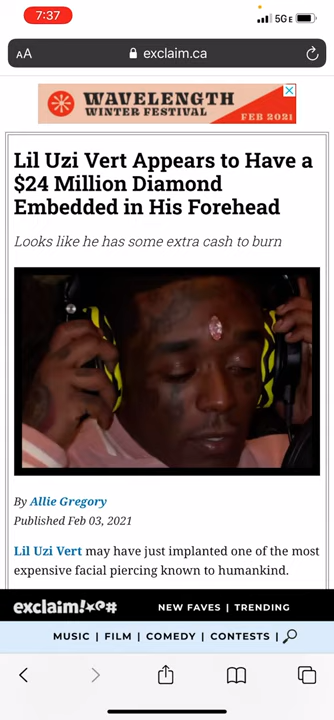 7:37
5G E
AA
exclaim.ca
WAVELENGTH
WINTER FESTIVAL
FEB 2021
Lil Uzi Vert Appears to Have a
$24 Million Diamond
Embedded in His Forehead
Looks like he has some extra cash to burn
By Allie Gregory
Published Feb 03, 2021
Lil Uzi Vert may have just implanted one of the most
expensive facial piercing known to humankind.
exclaim!★@#
NEW FAVES | TRENDING
MUSIC | FILM | COMEDY | CONTESTS |